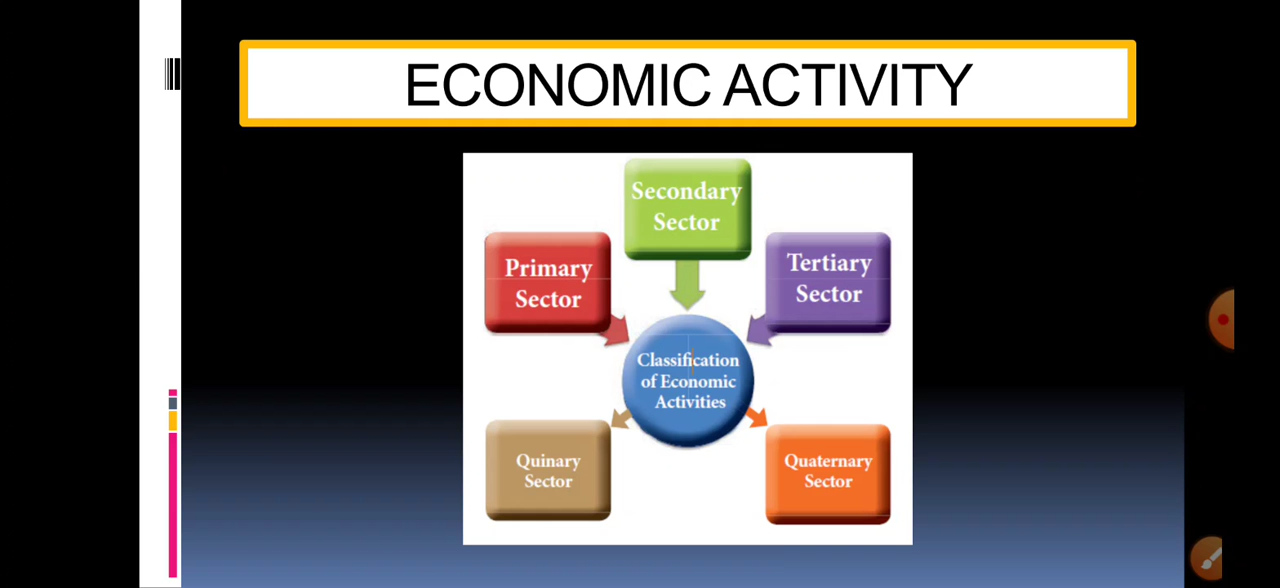 ECONOMIC ACTIVITY
Secondary
Sector
Primary
Sector
Tertiary
Sector
Classification
of Economic
Activities
Quinary
Sector
Quaternary
Sector